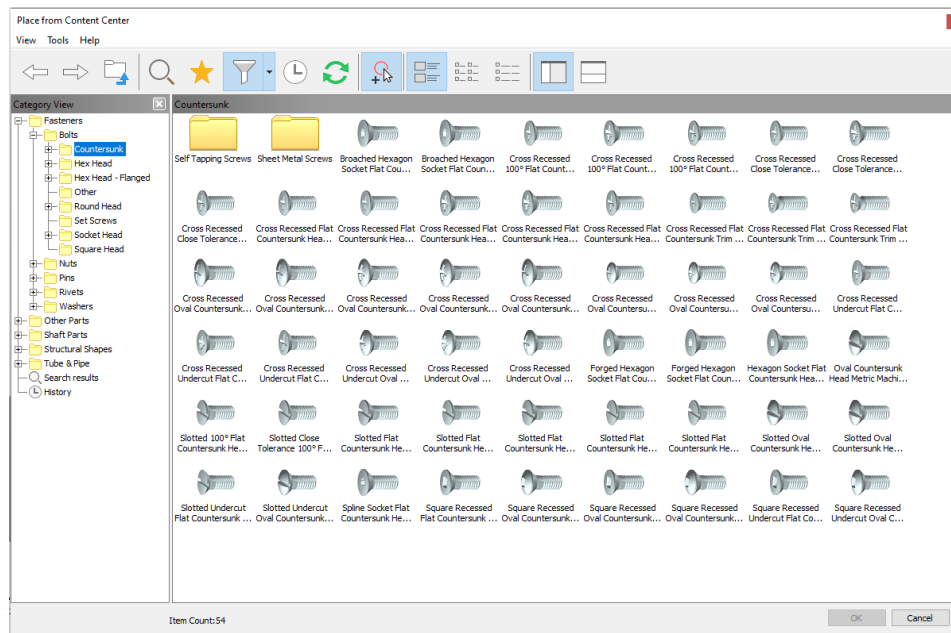 Place from Content Center
View Tools Help
Category View
Countersunk
Fasteners
Bolts
Countersunk
Hex Head
Hex Head - Flanged
Other
Round Head
Set Screws
Socket Head
Square Head
Nuts
Pins
Rivets
Washers
Other Parts
Shaft Parts
Structural Shapes
Tube & Pipe
Search results
History
Self Tapping Screws
Sheet Metal Screws
Broached Hexagon
Socket Flat Cou...
Broached Hexagon
Socket Flat Coun...
Cross Recessed
100° Flat Count...
Cross Recessed
100° Flat Count...
Cross Recessed
100° Flat Count...
Cross Recessed
Close Tolerance...
Cross Recessed
Close Tolerance...
Cross Recessed
Close Tolerance...
Cross Recessed Flat
Countersunk Hea...
Cross Recessed Flat
Countersunk Hea...
Cross Recessed Flat
Countersunk Hea...
Cross Recessed Flat
Countersunk Hea...
Cross Recessed Flat
Countersunk Hea...
Cross Recessed Flat
Countersunk Trim ...
Cross Recessed Flat
Countersunk Trim ...
Cross Recessed Flat
Countersunk Trim ...
Cross Recessed
Oval Countersunk...
Cross Recessed
Oval Countersunk...
Cross Recessed
Oval Countersunk...
Cross Recessed
Oval Countersunk...
Cross Recessed
Oval Countersunk...
Cross Recessed
Oval Countersu...
Cross Recessed
Oval Countersu...
Cross Recessed
Oval Countersu...
Cross Recessed
Undercut Flat C...
Cross Recessed
Undercut Flat C...
Cross Recessed
Undercut Flat C...
Cross Recessed
Undercut Oval ...
Cross Recessed
Undercut Oval ...
Cross Recessed
Undercut Oval ...
Forged Hexagon
Socket Flat Cou...
Forged Hexagon
Socket Flat Coun...
Hexagon Socket Flat
Countersunk Hea...
Oval Countersunk
Head Metric Machi...
Slotted 100° Flat
Countersunk He...
Slotted Close
Tolerance 100° F...
Slotted Flat
Countersunk He...
Slotted Flat
Countersunk He...
Slotted Flat
Countersunk He...
Slotted Flat
Countersunk He...
Slotted Flat
Countersunk He...
Slotted Oval
Countersunk He...
Slotted Oval
Countersunk He...
Slotted Undercut
Flat Countersunk ...
Slotted Undercut
Oval Countersunk...
Spline Socket Flat
Countersunk He...
Square Recessed
Flat Countersunk ...
Square Recessed
Oval Countersunk...
Square Recessed
Oval Countersunk...
Square Recessed
Oval Countersunk...
Square Recessed
Undercut Flat Co...
Square Recessed
Undercut Oval C...
Item Count:54
OK
Cancel